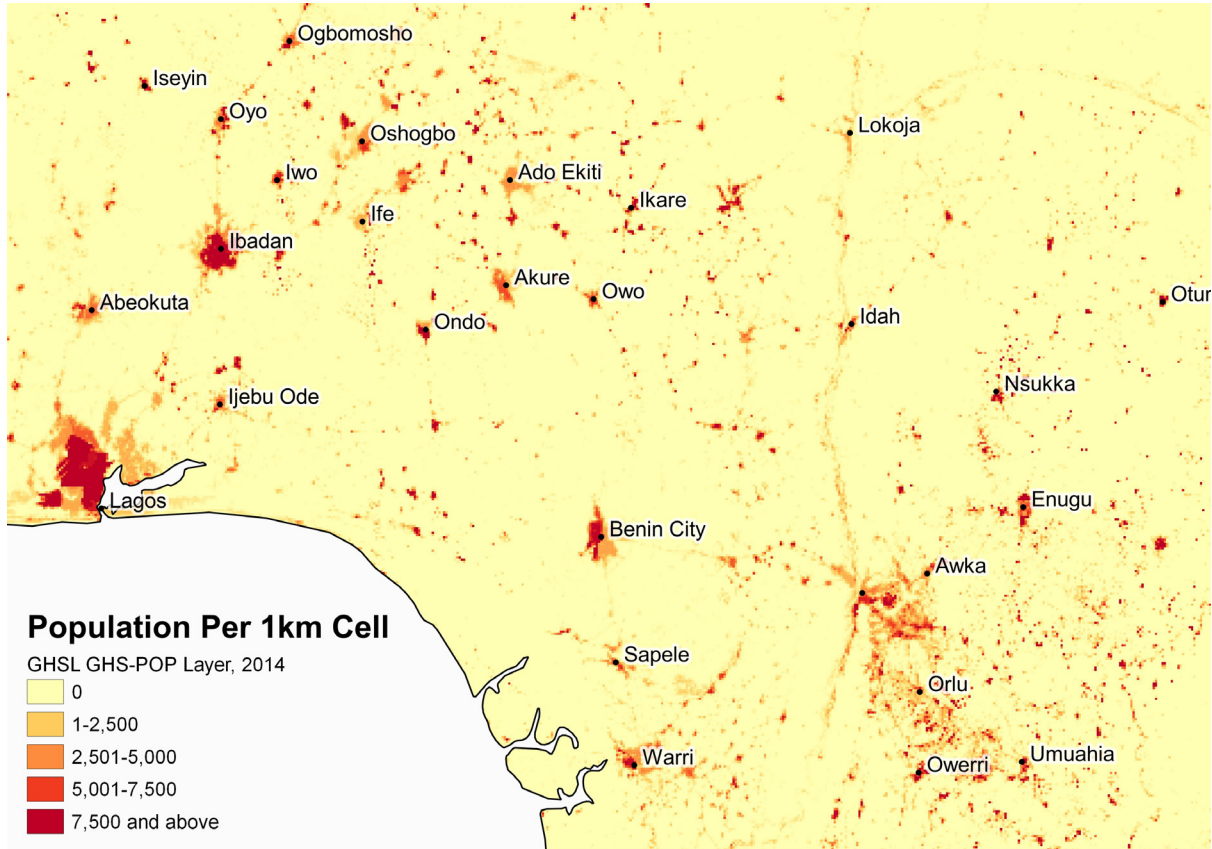 Ogbomosho
Iseyin
Oyo
Oshogbo
Lokoja
Iwo
Ado Ekiti
Ikare
Ife
Ibadan
Akure
Owo
Otur
Abeokuta
Ondo
Idah
Nsukka
Ijebu Ode
Lagos
Enugu
Benin City
Awka
Sapele
Orlu
Warri
Owerri
Umuahia
Population Per 1km Cell
GHSL GHS-POP Layer, 2014
0
1-2,500
2,501-5,000
5,001-7,500
7,500 and above